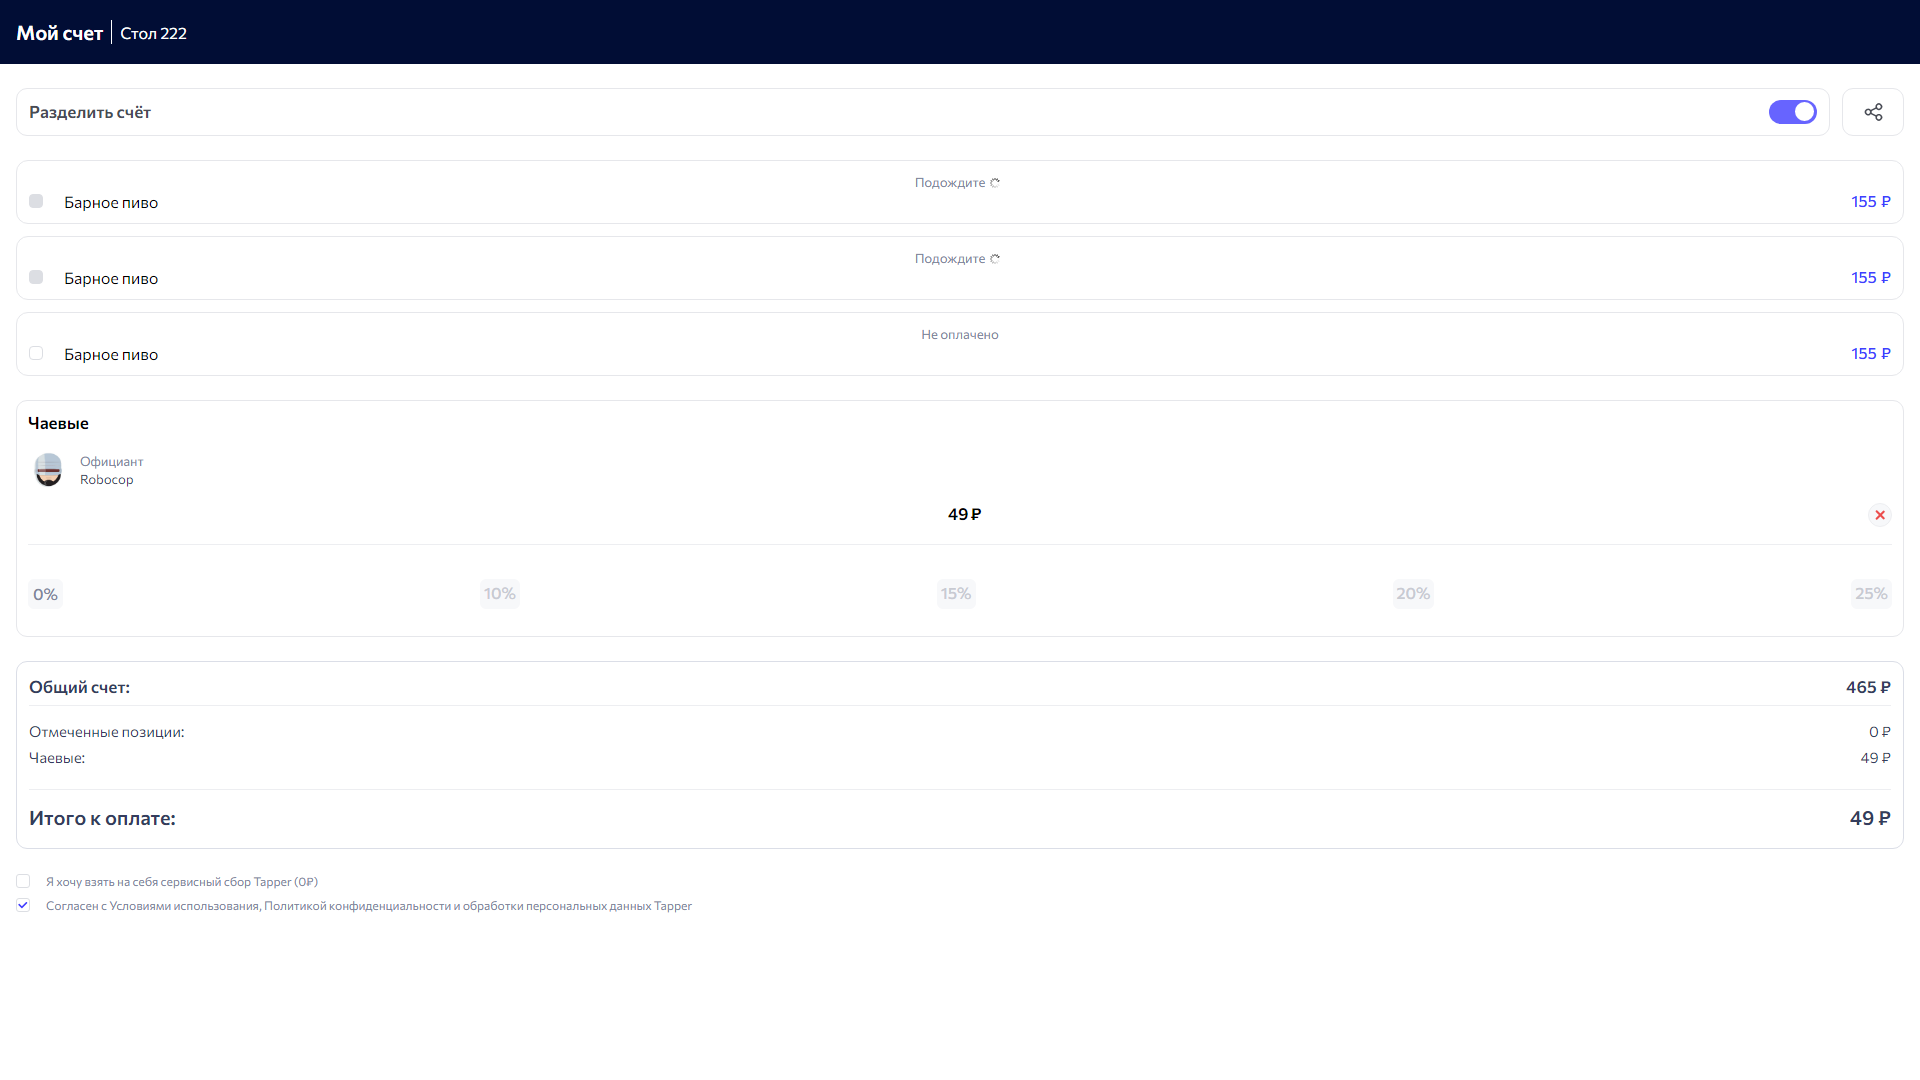 Мой счет Стол 222
Разделить счёт
Подождите
Барное пиво 155 ₽
Подождите
Барное пиво 155 ₽
Не оплачено
Барное пиво 155 ₽
Чаевые
Официант
Robocop
49 ₽
0% 10% 15% 20% 25%
Общий счет: 465 ₽
Отмеченные позиции: 0 ₽
Чаевые: 49 ₽
Итого к оплате: 49 ₽
Я хочу взять на себя сервисный сбор Tapper (0₽)
Согласен с Условиями использования, Политикой конфиденциальности и обработки персональных данных Tapper